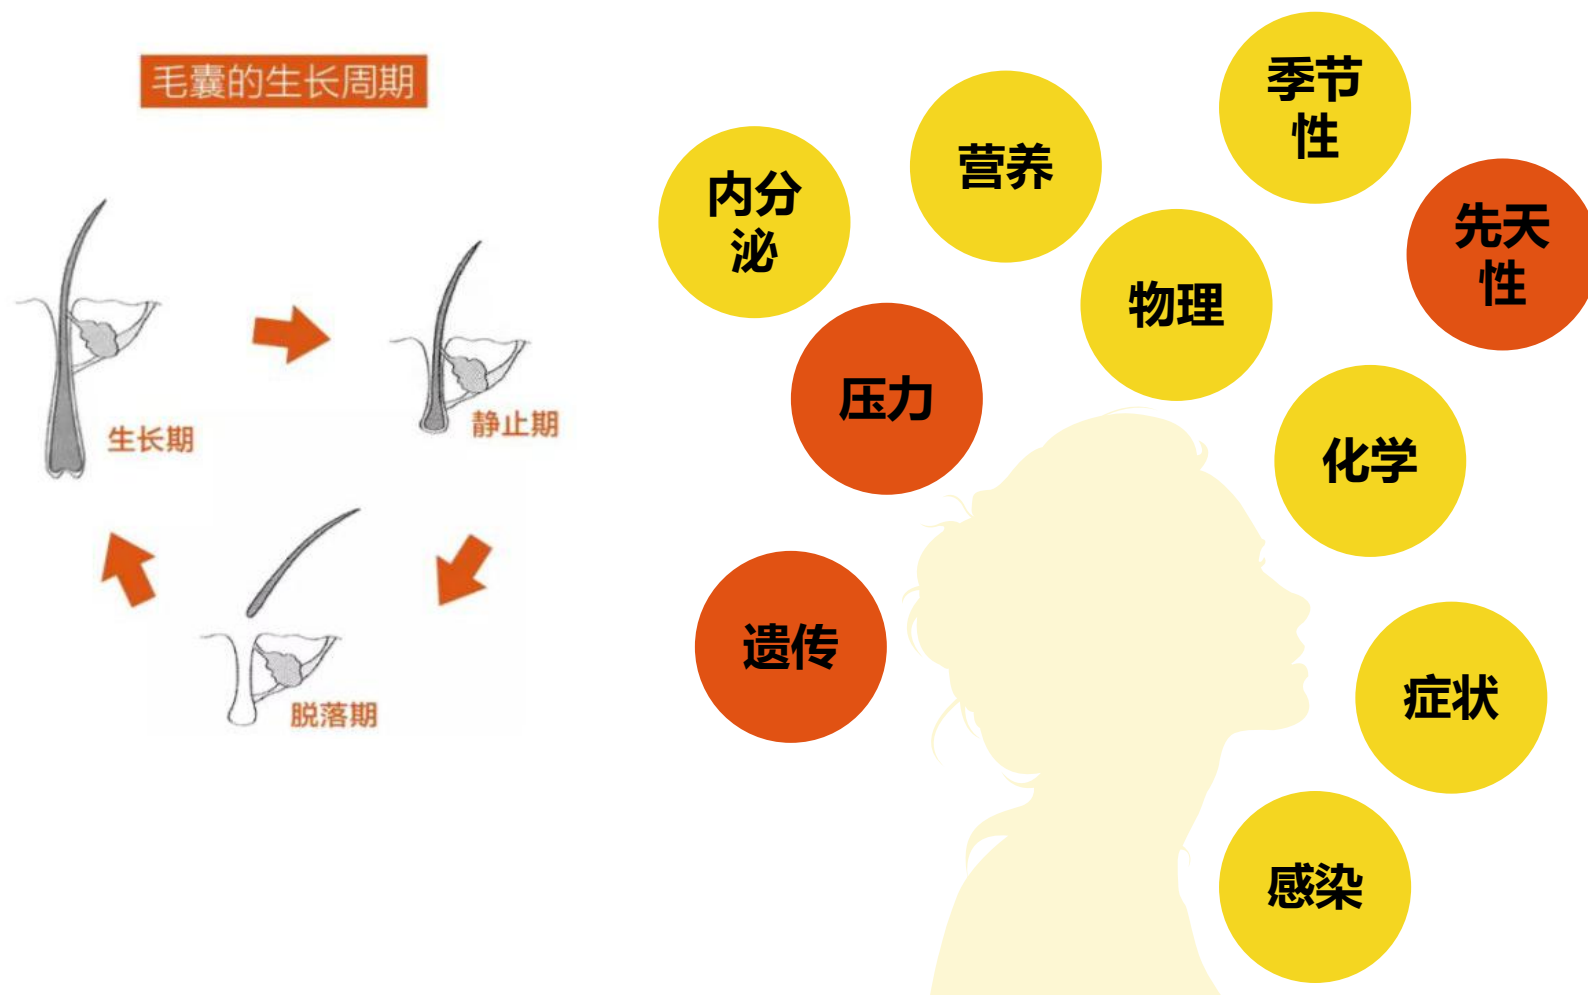 毛囊的生长周期
生长期
静止期
脱落期
季节
性
营养
内分
泌
先天
性
物理
压力
化学
遗传
症状
感染